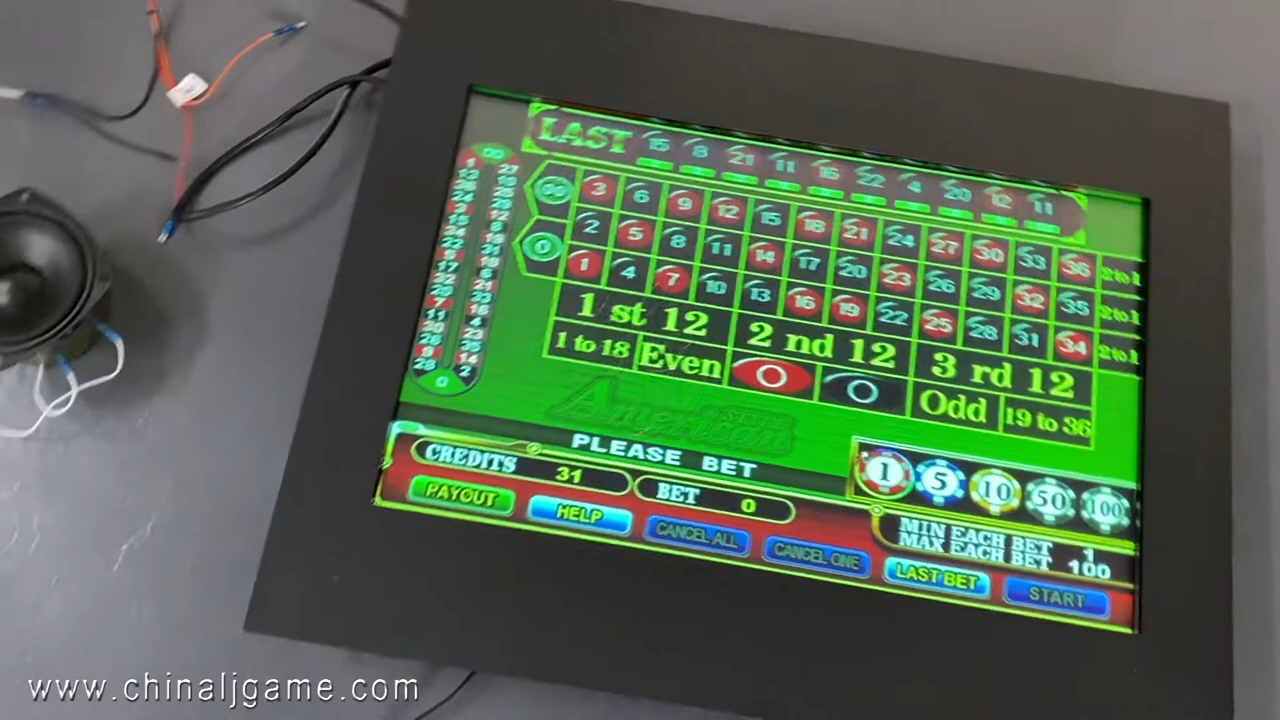 LAST 15 8 21 11 16 22 4 20 12 11
00
00 3 6 9 12 15 18 21 24 27 30 33 36 2 to 1
0 2 5 8 11 14 17 20 23 26 29 32 35 2 to 1
1 4 7 10 13 16 19 22 25 28 31 34 2 to 1
1 st 12 2 nd 12 3 rd 12
1 to 18 Even O O Odd 19 to 36
0
American
PLEASE BET
CREDITS 31 BET 0
1 5 10 50 100
MIN EACH BET 1
MAX EACH BET 100
PAYOUT HELP CANCEL ALL CANCEL ONE LAST BET START
www.chinaljgame.com